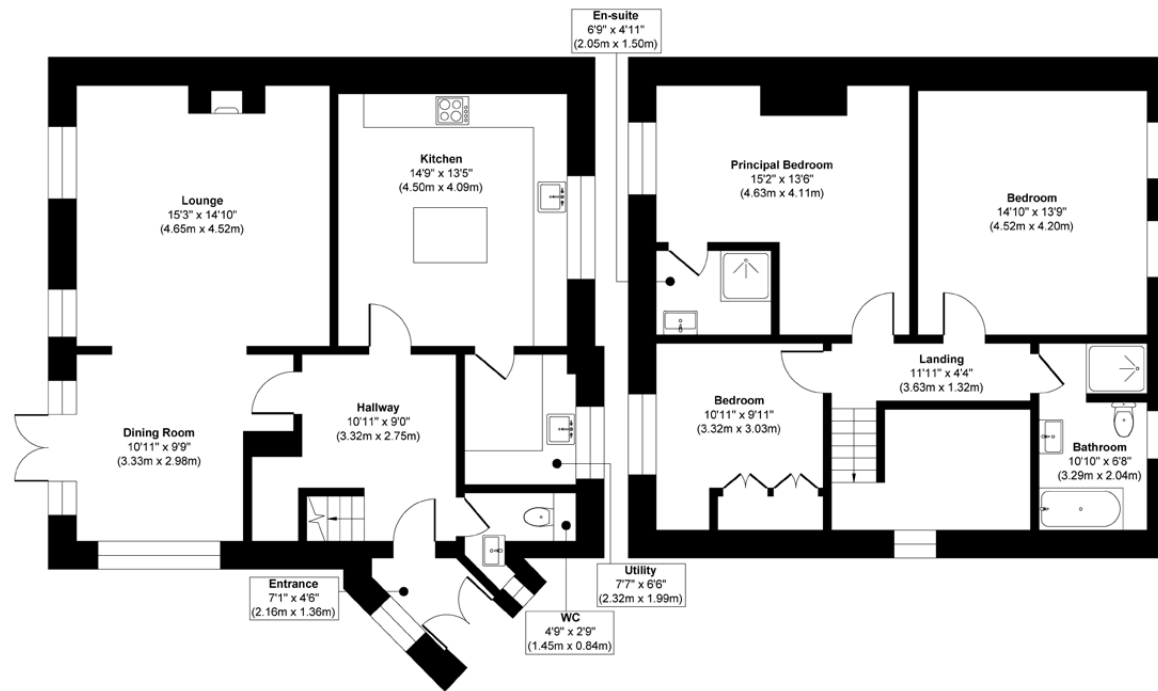 En-suite
6'9" x 4'11"
(2.05m x 1.50m)
Lounge
15'3" x 14'10"
(4.65m x 4.52m)
Kitchen
14'9" x 13'5"
(4.50m x 4.09m)
Principal Bedroom
15'2" x 13'6"
(4.63m x 4.11m)
Bedroom
14'10" x 13'9"
(4.52m x 4.20m)
Dining Room
10'11" x 9'9"
(3.33m x 2.98m)
Hallway
10'11" x 9'0"
(3.32m x 2.75m)
Bedroom
10'11" x 9'11"
(3.32m x 3.03m)
Landing
11'11" x 4'4"
(3.63m x 1.32m)
Bathroom
10'10" x 6'8"
(3.29m x 2.04m)
Entrance
7'1" x 4'6"
(2.16m x 1.36m)
Utility
7'7" x 6'6"
(2.32m x 1.99m)
WC
4'9" x 2'9"
(1.45m x 0.84m)